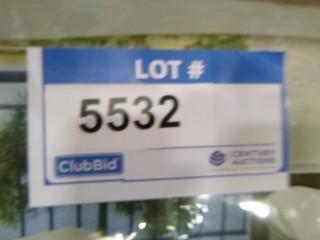 LOT #
5532
ClubBid
CENTURY
AUCTIONS